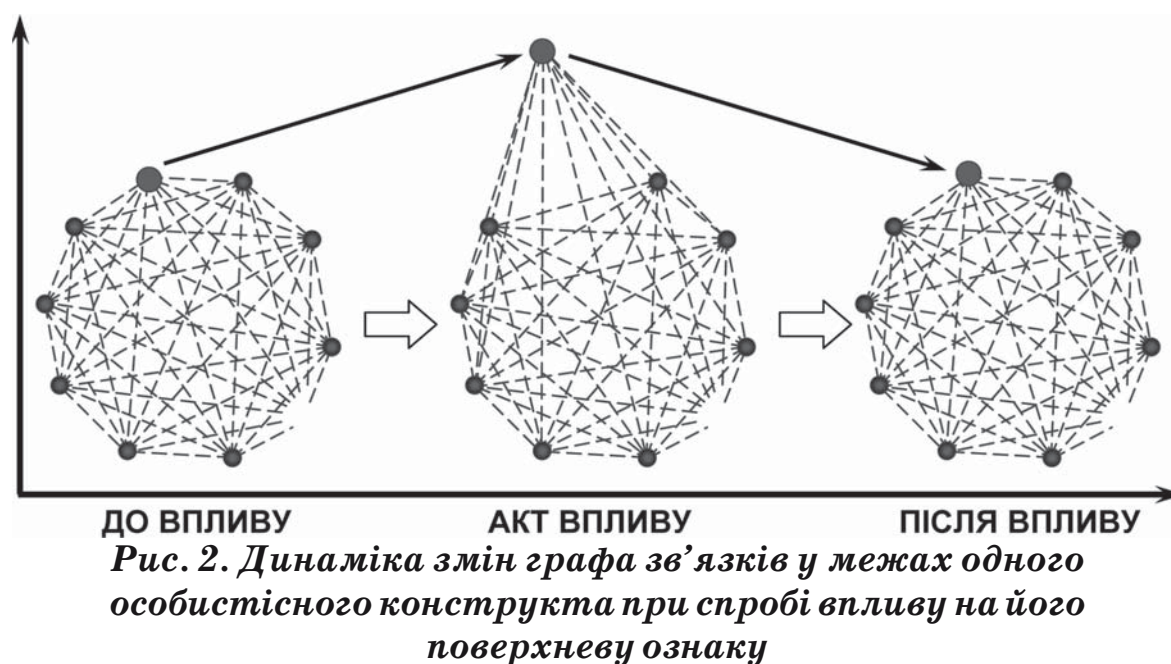 ДО ВПЛИВУ АКТ ВПЛИВУ ПІСЛЯ ВПЛИВУ
Рис. 2. Динаміка змін графа зв’язків у межах одного
особистісного конструкта при спробі впливу на його
поверхневу ознаку